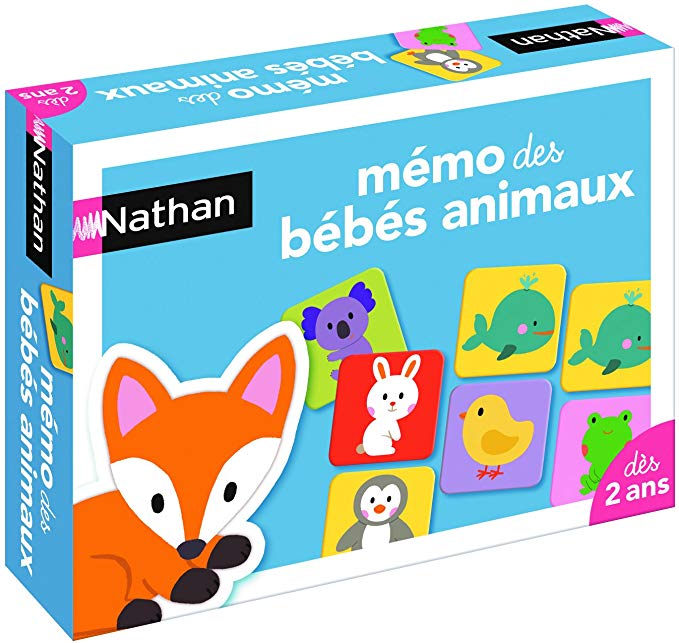 Nathan
mémo des
bébés animaux
dès
2 ans
Nathan
mémo des
bébés animaux
dès
2 ans
Nathan
mémo des
bébés animaux